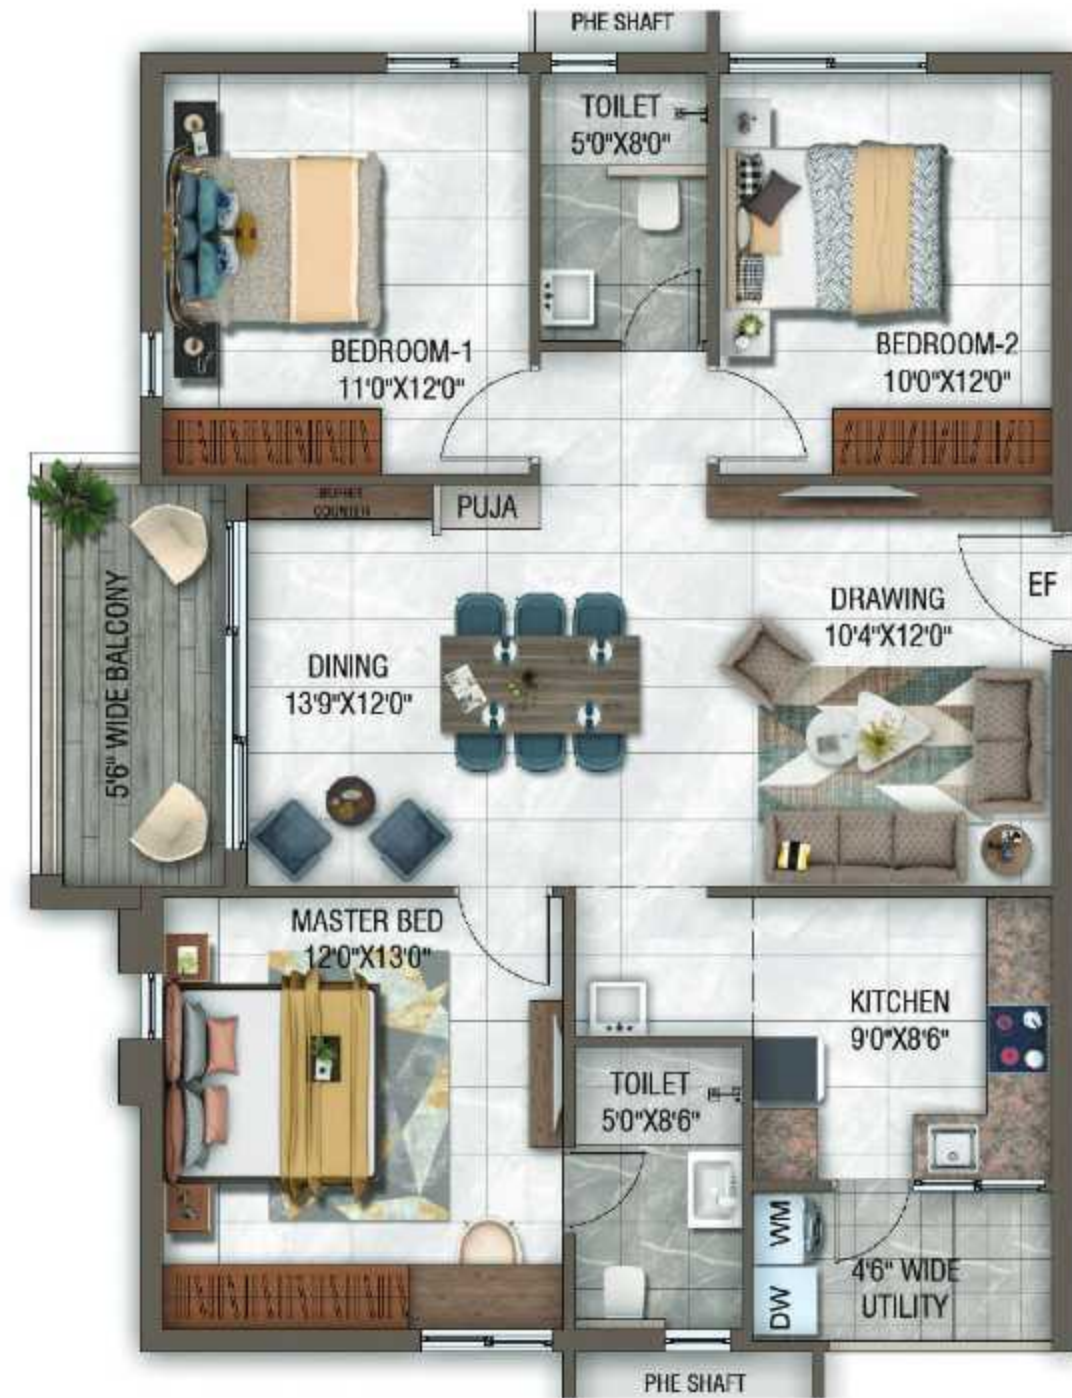 PHE SHAFT
TOILET
5'0"X8'0"
BEDROOM-1
11'0"X12'0"
BEDROOM-2
10'0"X12'0"
BUFFET
COUNTER
PUJA
5'6" WIDE BALCONY
DINING
13'9"X12'0"
DRAWING
10'4"X12'0"
EF
MASTER BED
12'0"X13'0"
KITCHEN
9'0"X8'6"
TOILET
5'0"X8'6"
WM
DW
4'6" WIDE
UTILITY
PHE SHAFT